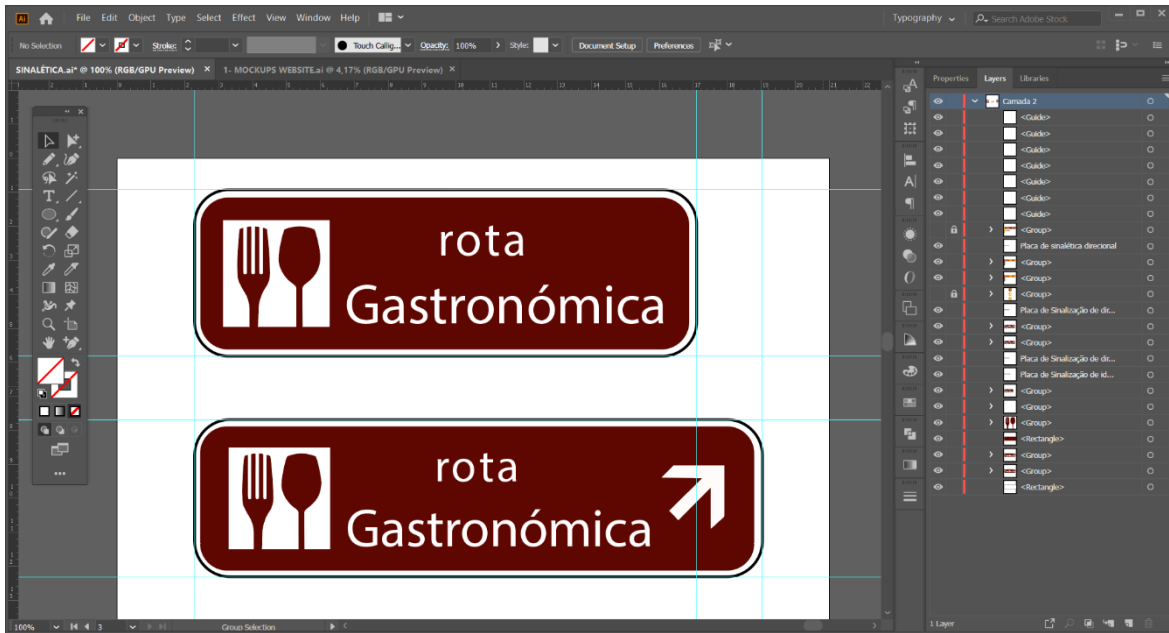 Ai File Edit Object Type Select Effect View Window Help Typography Search Adobe Stock
No Selection Stroke: Touch Callig... Opacity: 100% Style: Document Setup Preferences
SINALÉTICA.ai* @ 100% (RGB/GPU Preview) × 1- MOCKUPS WEBSITE.ai @ 4,17% (RGB/GPU Preview) ×
Properties Layers Libraries
Camada 2
<Guide>
<Guide>
<Guide>
<Guide>
<Guide>
<Guide>
<Guide>
<Group>
Placa de sinalética direcional
<Group>
<Group>
<Group>
Placa de Sinalização de dir...
<Group>
<Group>
Placa de Sinalização de dir...
Placa de Sinalização de id...
<Group>
<Group>
<Group>
<Rectangle>
<Group>
<Group>
<Rectangle>
rota
Gastronómica
rota
Gastronómica
100% 3 Group Selection
1 Layer